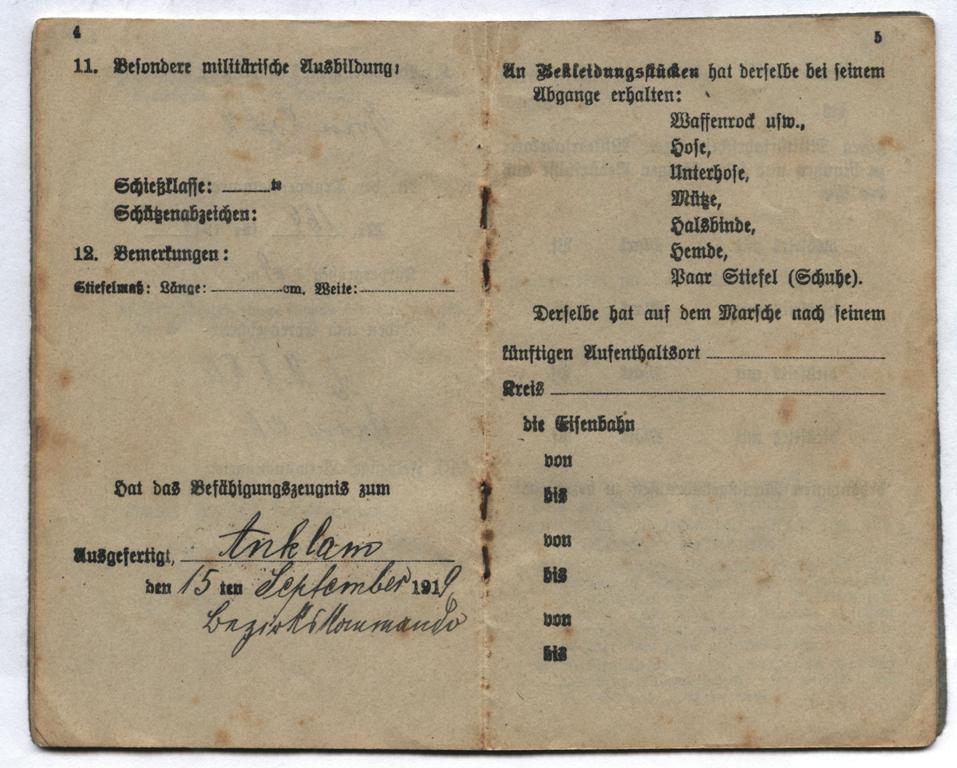 4
11. Besondere militärische Ausbildung:
Schießklasse: te
Schützenabzeichen:
12. Bemerkungen:
Stiefelmaß: Länge: cm. Weite:
Hat das Befähigungszeugnis zum
Ausgefertigt, Anklam
den 15 ten September 1919
Bezirkskommando
5
An Bekleidungsstücken hat derselbe bei seinem
Abgange erhalten:
Waffenrock usw.,
Hose,
Unterhose,
Mütze,
Halsbinde,
Hemde,
Paar Stiefel (Schuhe).
Derselbe hat auf dem Marsche nach seinem
künftigen Aufenthaltsort
Kreis
die Eisenbahn
von
bis
von
bis
von
bis